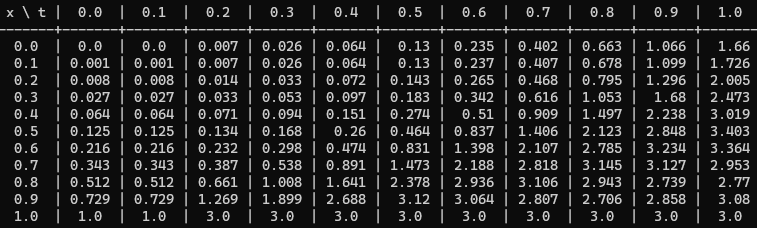 x \ t |  0.0  |  0.1  |  0.2  |  0.3  |  0.4  |  0.5  |  0.6  |  0.7  |  0.8  |  0.9  |  1.0
0.0  |  0.0  |  0.0  | 0.007 | 0.026 | 0.064 |  0.13 | 0.235 | 0.402 | 0.663 | 1.066 |  1.66
0.1  | 0.001 | 0.001 | 0.007 | 0.026 | 0.064 |  0.13 | 0.237 | 0.407 | 0.678 | 1.099 | 1.726
0.2  | 0.008 | 0.008 | 0.014 | 0.033 | 0.072 | 0.143 | 0.265 | 0.468 | 0.795 | 1.296 | 2.005
0.3  | 0.027 | 0.027 | 0.033 | 0.053 | 0.097 | 0.183 | 0.342 | 0.616 | 1.053 |  1.68 | 2.473
0.4  | 0.064 | 0.064 | 0.071 | 0.094 | 0.151 | 0.274 |  0.51 | 0.909 | 1.497 | 2.238 | 3.019
0.5  | 0.125 | 0.125 | 0.134 | 0.168 |  0.26 | 0.464 | 0.837 | 1.406 | 2.123 | 2.848 | 3.403
0.6  | 0.216 | 0.216 | 0.232 | 0.298 | 0.474 | 0.831 | 1.398 | 2.107 | 2.785 | 3.234 | 3.364
0.7  | 0.343 | 0.343 | 0.387 | 0.538 | 0.891 | 1.473 | 2.188 | 2.818 | 3.145 | 3.127 | 2.953
0.8  | 0.512 | 0.512 | 0.661 | 1.008 | 1.641 | 2.378 | 2.936 | 3.106 | 2.943 | 2.739 |  2.77
0.9  | 0.729 | 0.729 | 1.269 | 1.899 | 2.688 |  3.12 | 3.064 | 2.807 | 2.706 | 2.858 |  3.08
1.0  |  1.0  |  1.0  |  3.0  |  3.0  |  3.0  |  3.0  |  3.0  |  3.0  |  3.0  |  3.0  |  3.0